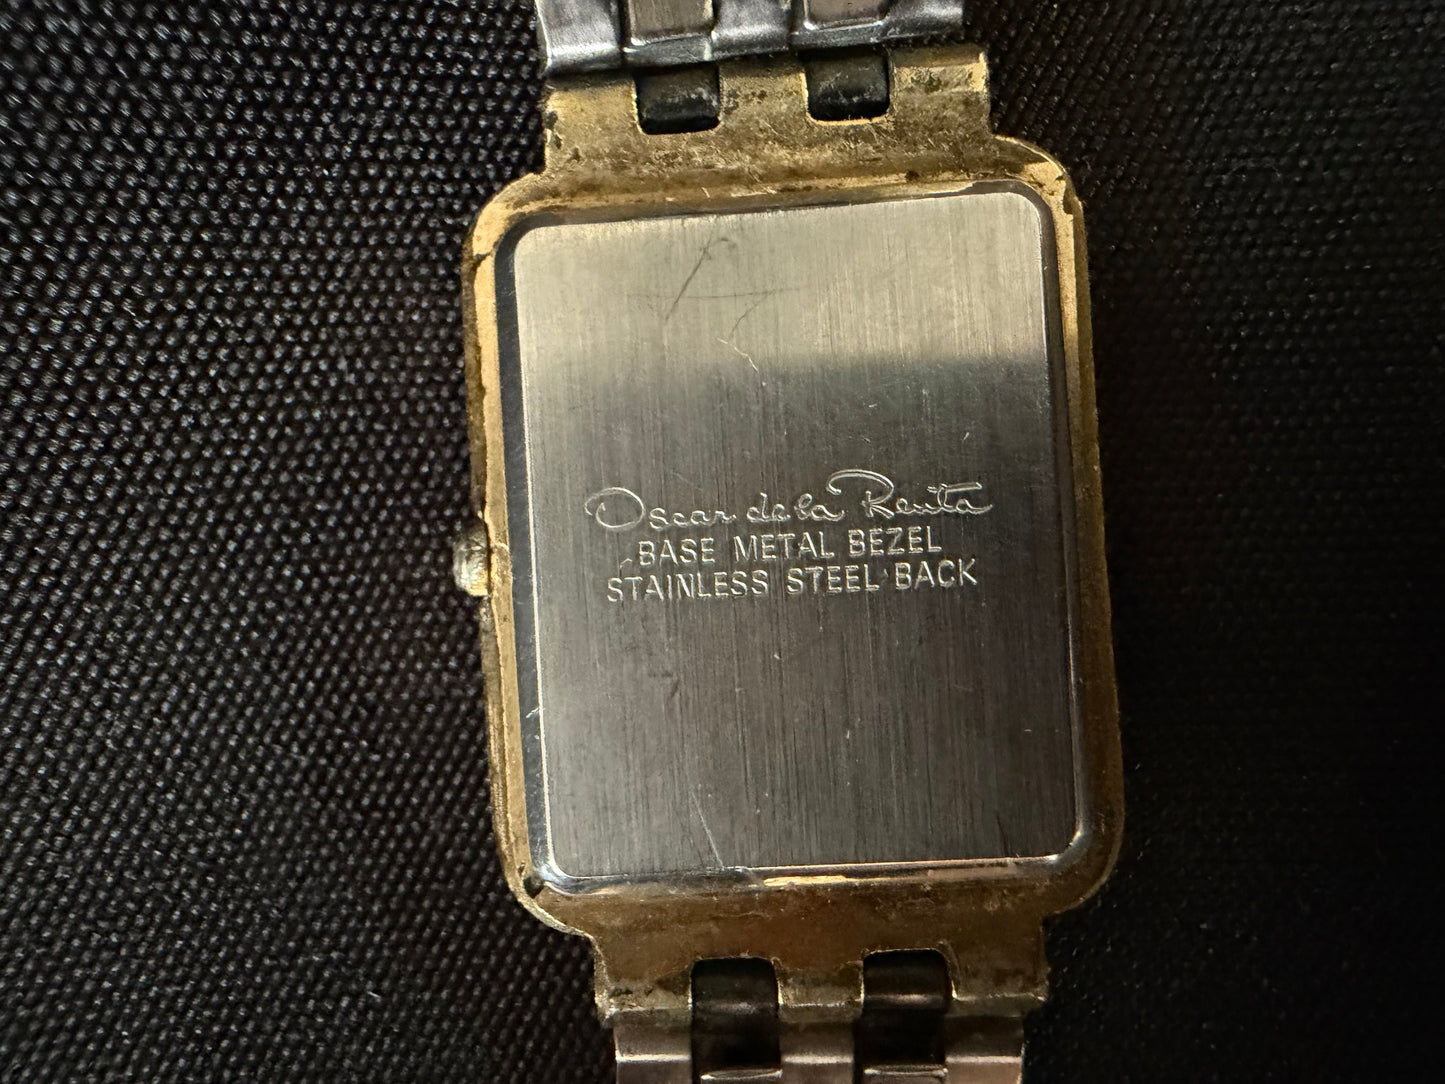 Oscar de la Renta
BASE METAL BEZEL
STAINLESS STEEL BACK